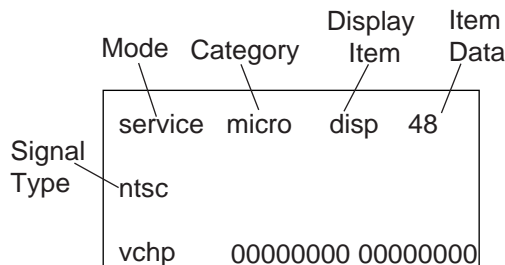 Display Item
Mode Category Item Data
service micro disp 48
Signal
Type
ntsc
vchp 00000000 00000000